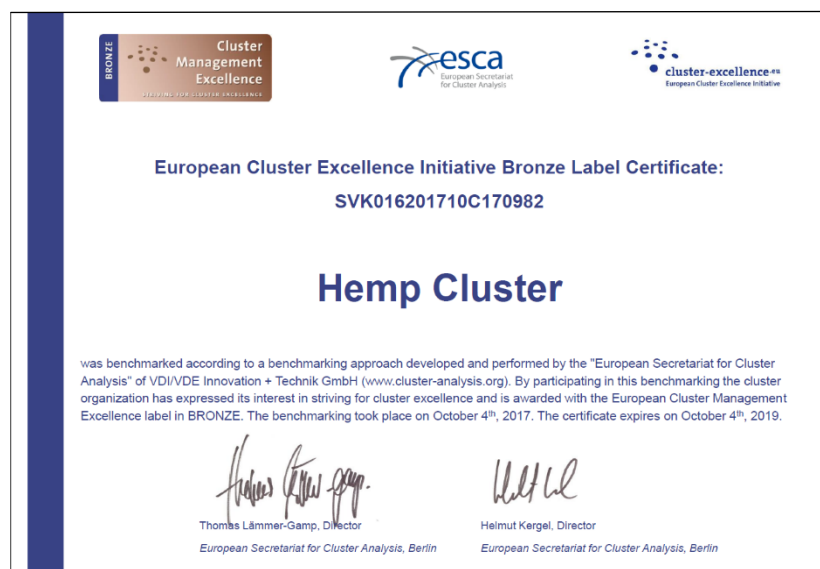 BRONZE
Cluster
Management
Excellence
STRIVING FOR CLUSTER EXCELLENCE
esca
European Secretariat
for Cluster Analysis
cluster-excellence.eu
European Cluster Excellence Initiative
European Cluster Excellence Initiative Bronze Label Certificate:
SVK016201710C170982
Hemp Cluster
was benchmarked according to a benchmarking approach developed and performed by the "European Secretariat for Cluster
Analysis" of VDI/VDE Innovation + Technik GmbH (www.cluster-analysis.org). By participating in this benchmarking the cluster
organization has expressed its interest in striving for cluster excellence and is awarded with the European Cluster Management
Excellence label in BRONZE. The benchmarking took place on October 4th, 2017. The certificate expires on October 4th, 2019.
Thomas Lämmer-Gamp, Director
Helmut Kergel, Director
European Secretariat for Cluster Analysis, Berlin
European Secretariat for Cluster Analysis, Berlin